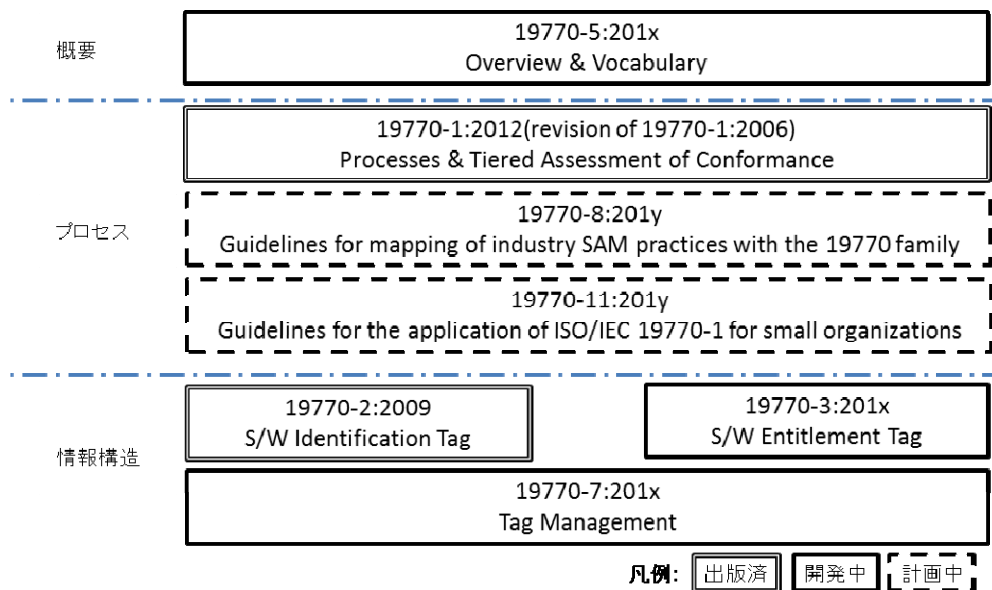 概要
19770-5:201x
Overview & Vocabulary
プロセス
19770-1:2012(revision of 19770-1:2006)
Processes & Tiered Assessment of Conformance
19770-8:201y
Guidelines for mapping of industry SAM practices with the 19770 family
19770-11:201y
Guidelines for the application of ISO/IEC 19770-1 for small organizations
情報構造
19770-2:2009
S/W Identification Tag
19770-3:201x
S/W Entitlement Tag
19770-7:201x
Tag Management
凡例: 出版済 開発中 計画中